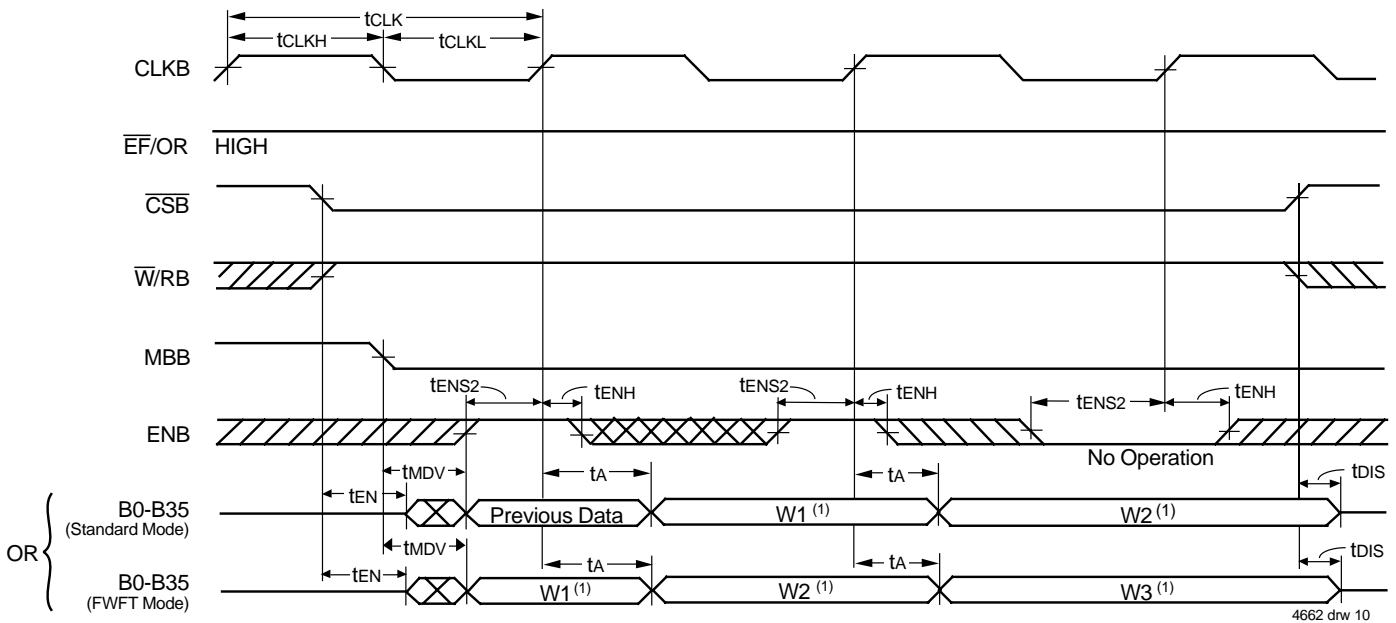 tCLK
tCLKH tCLKL
CLKB
EF/OR HIGH
CSB
W/RB
MBB
tENS2 tENH tENS2 tENH tENS2 tENH
ENB
No Operation
tMDV tA tA
tEN tDIS
B0-B35 Previous Data W1 (1) W2 (1)
(Standard Mode)
OR
tMDV tDIS
tEN tA tA
B0-B35 W1 (1) W2 (1) W3 (1)
(FWFT Mode)
4662 drw 10